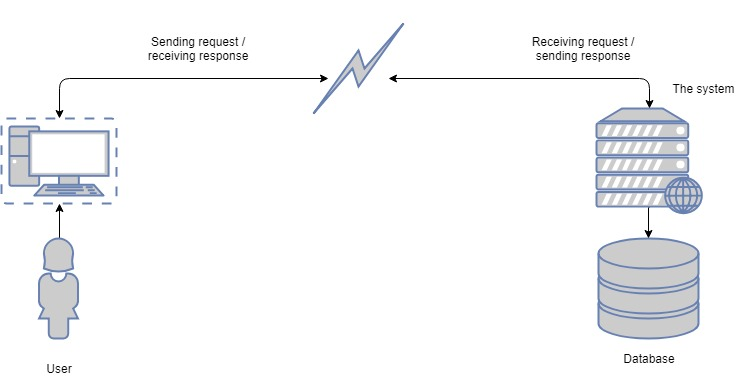 Sending request /
receiving response
Receiving request /
sending response
The system
User
Database